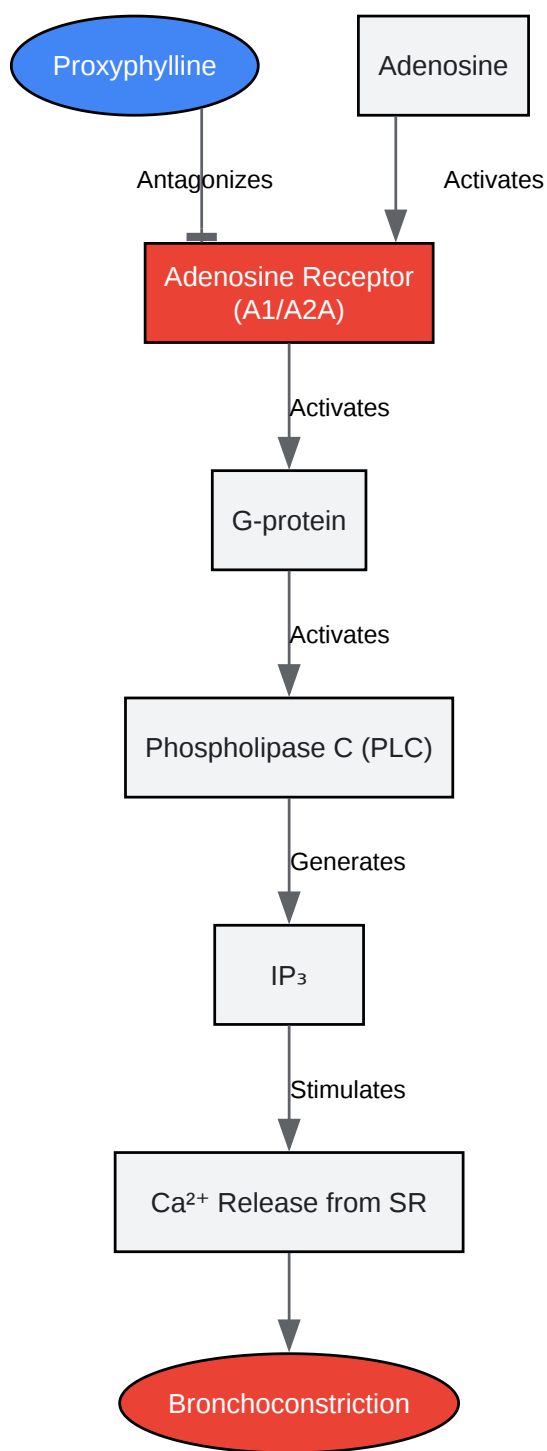 Proxyphylline
Adenosine
Antagonizes
Activates
Adenosine Receptor
(A1/A2A)
Activates
G-protein
Activates
Phospholipase C (PLC)
Generates
IP₃
Stimulates
Ca²⁺ Release from SR
Bronchoconstriction